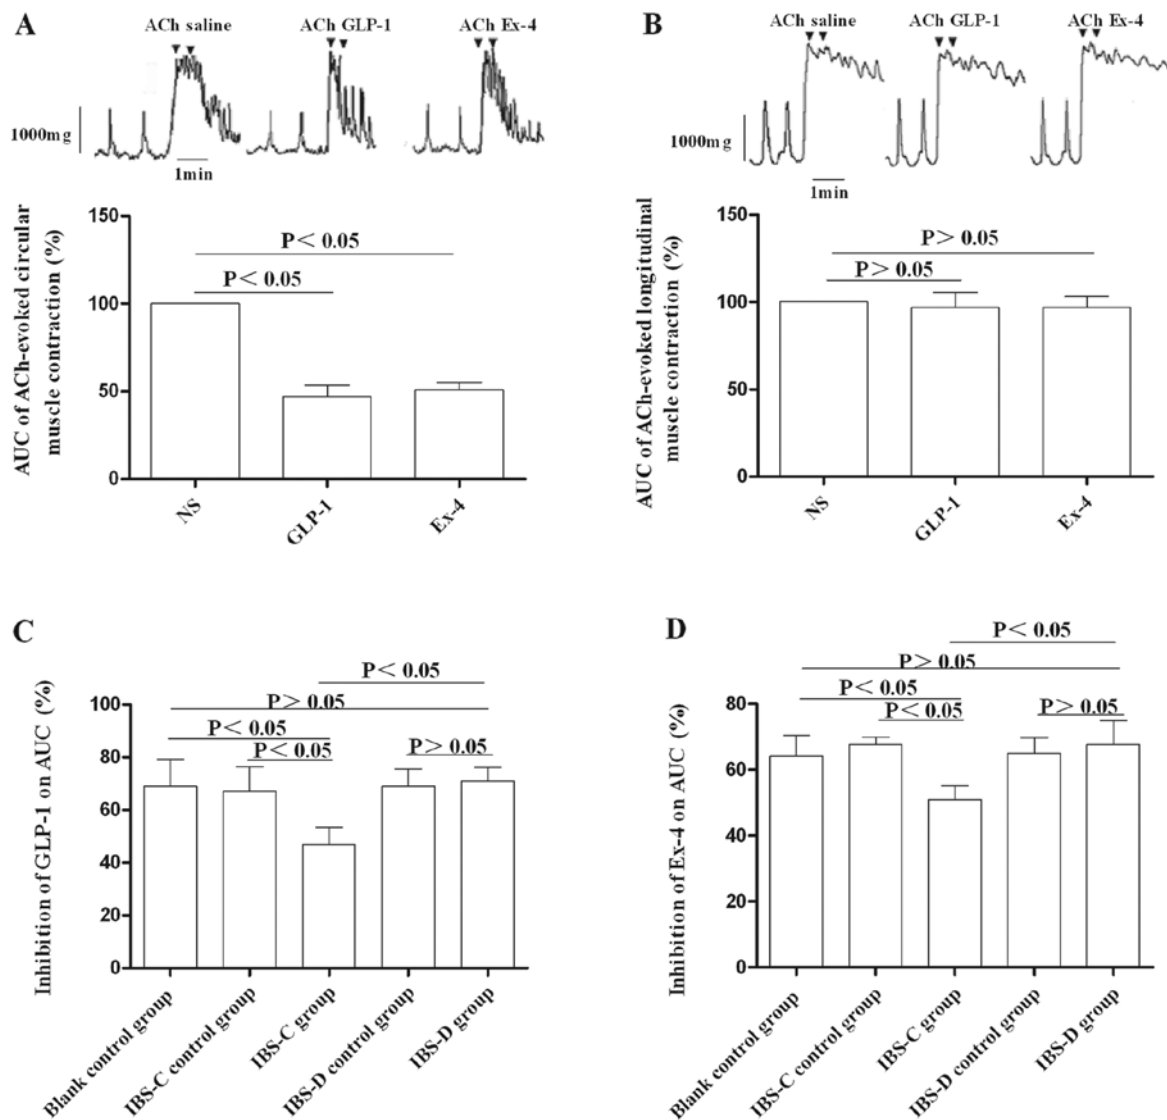 A
ACh saline
ACh GLP-1
ACh Ex-4
1000mg
1min
AUC of ACh-evoked circular
muscle contraction (%)
150
100
50
0
P< 0.05
P< 0.05
NS
GLP-1
Ex-4
B
ACh saline
ACh GLP-1
ACh Ex-4
1000mg
1min
AUC of ACh-evoked longitudinal
muscle contraction (%)
150
100
50
0
P> 0.05
P> 0.05
NS
GLP-1
Ex-4
C
Inhibition of GLP-1 on AUC (%)
100
80
60
40
20
0
P< 0.05
P> 0.05
P< 0.05
P< 0.05
P> 0.05
Blank control group
IBS-C control group
IBS-C group
IBS-D control group
IBS-D group
D
Inhibition of Ex-4 on AUC (%)
80
60
40
20
0
P< 0.05
P>0.05
P< 0.05
P< 0.05
P> 0.05
Blank control group
IBS-C control group
IBS-C group
IBS-D control group
IBS-D group